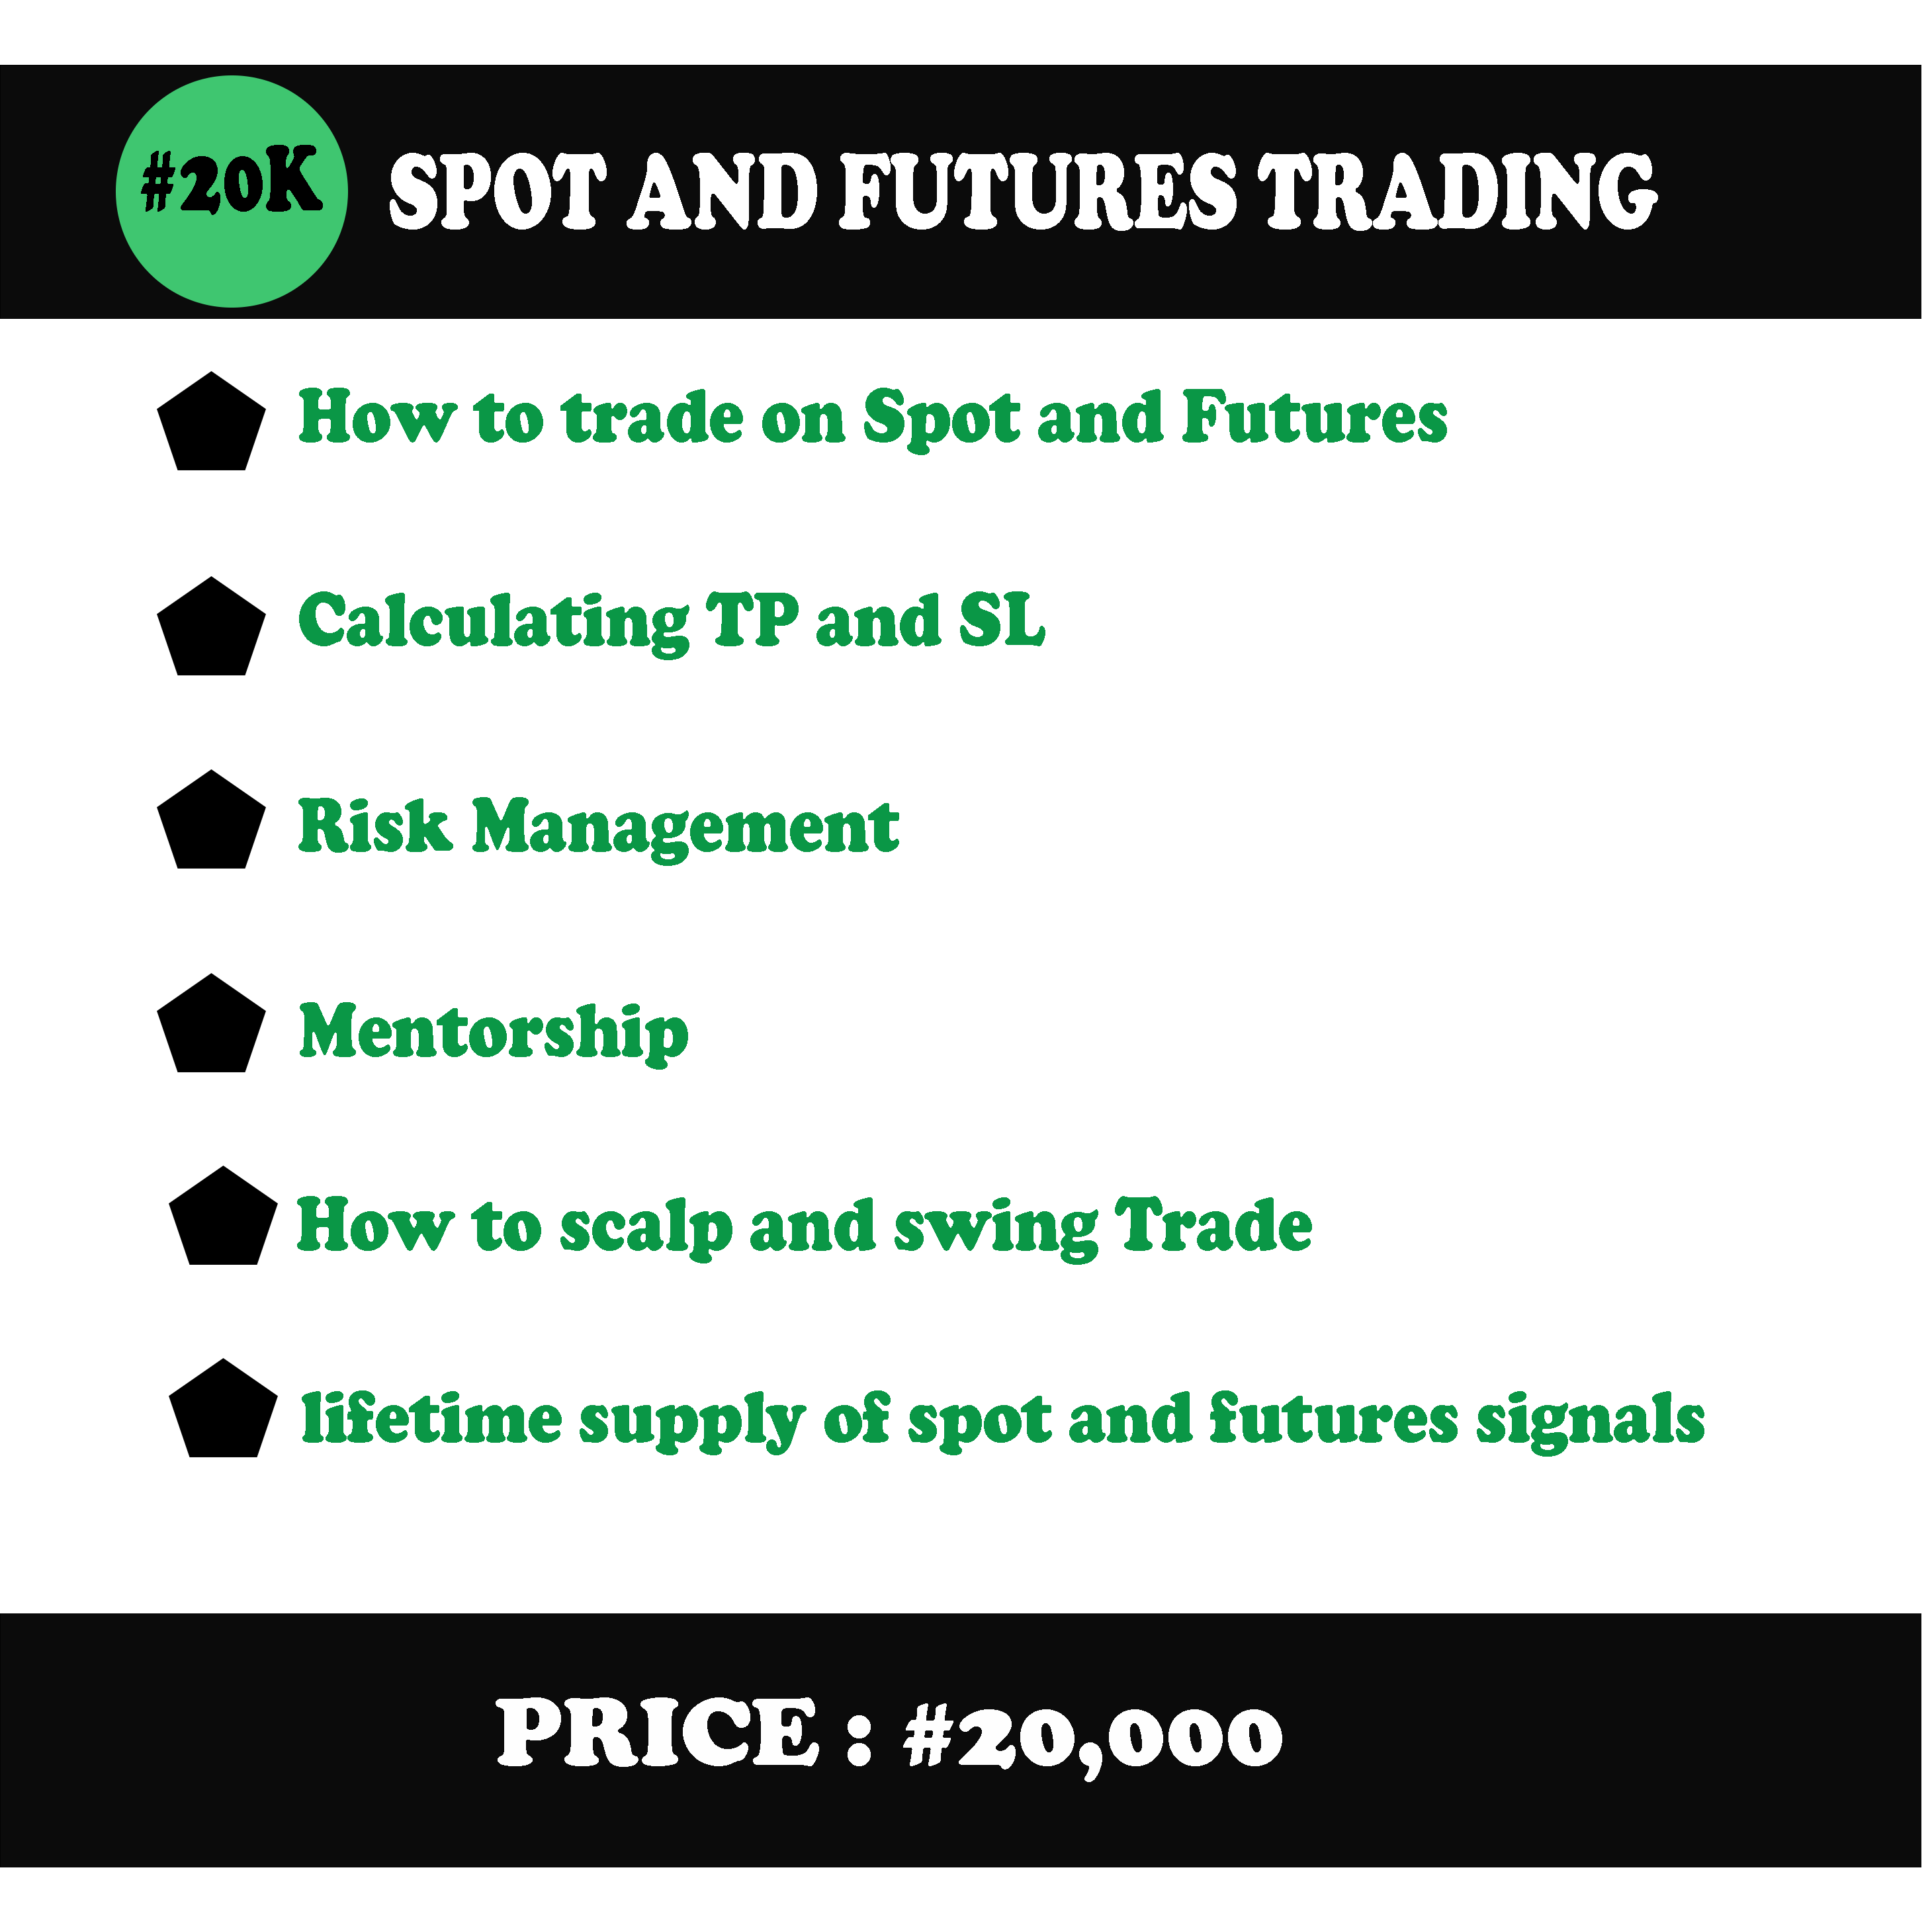 #20K
SPOT AND FUTURES TRADING
How to trade on Spot and Futures
Calculating TP and SL
Risk Management
Mentorship
How to scalp and swing Trade
lifetime supply of spot and futures signals
PRICE : #20,000